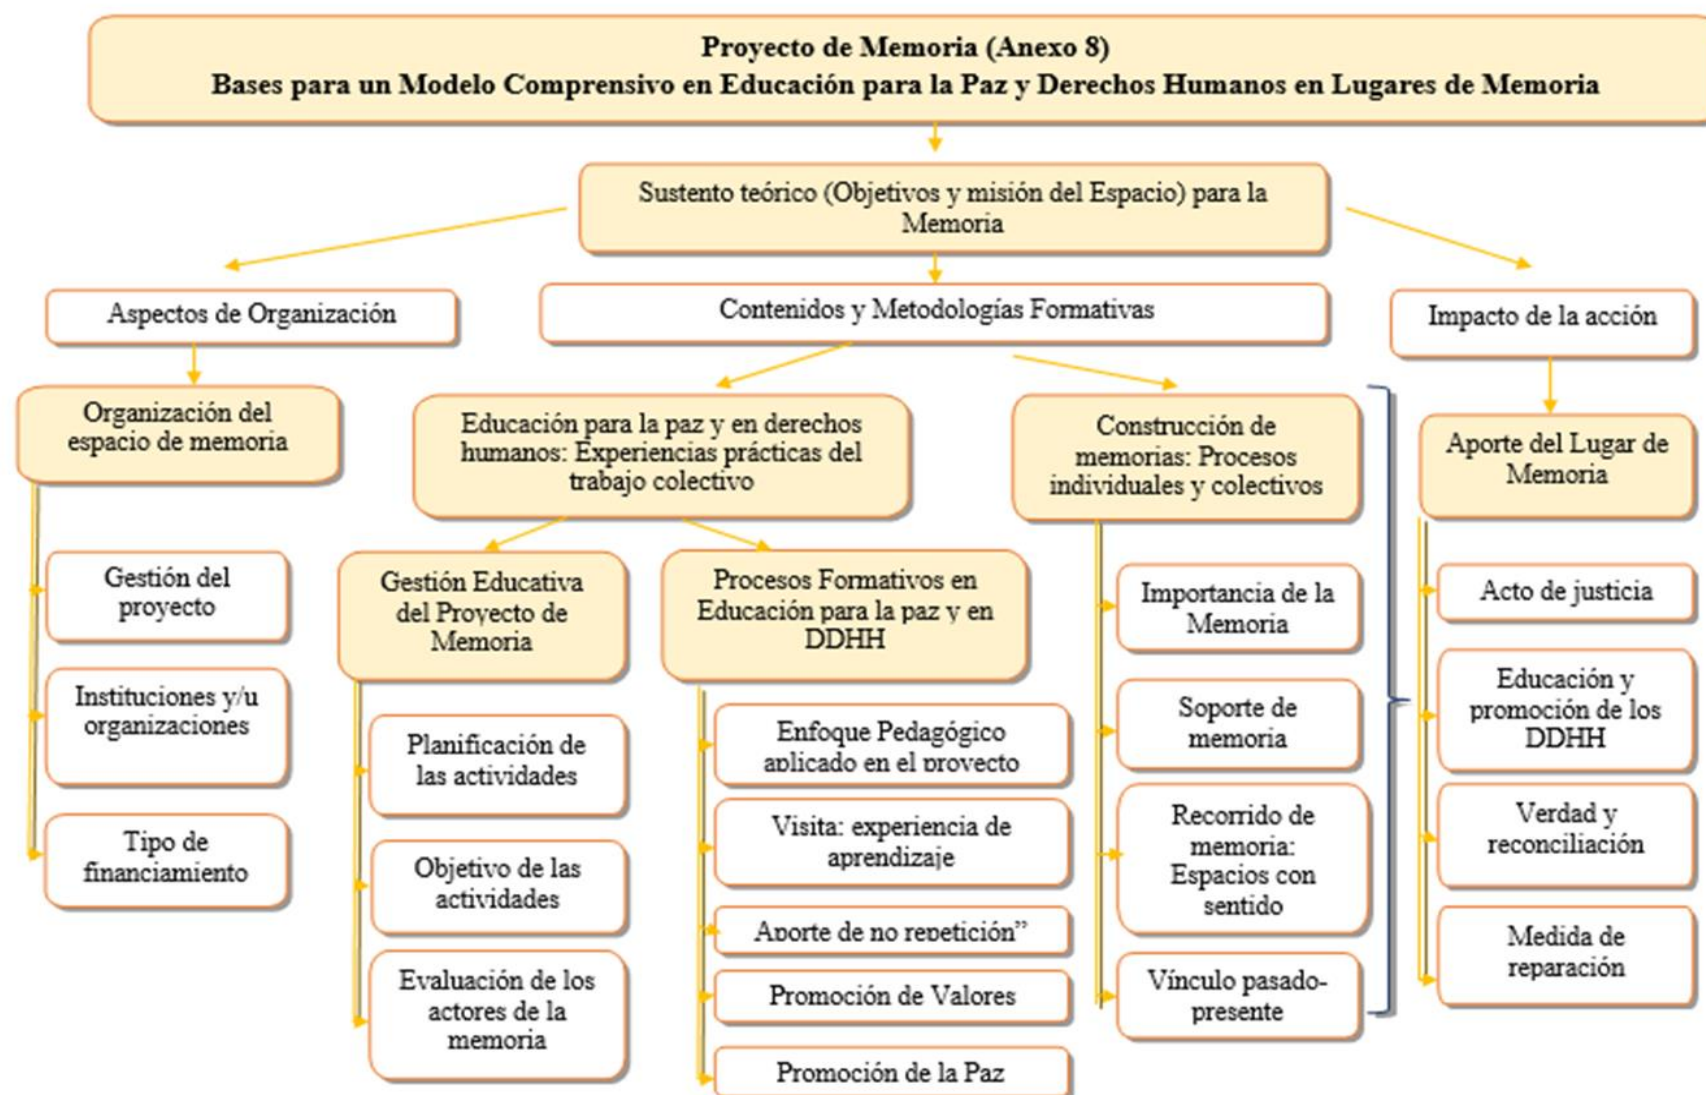 Proyecto de Memoria (Anexo 8)
Bases para un Modelo Comprensivo en Educación para la Paz y Derechos Humanos en Lugares de Memoria
Sustento teórico (Objetivos y misión del Espacio) para la
Memoria
Aspectos de Organización
Contenidos y Metodologías Formativas
Impacto de la acción
Organización del
espacio de memoria
Gestión del
proyecto
Instituciones y/u
organizaciones
Tipo de
financiamiento
Educación para la paz y en derechos
humanos: Experiencias prácticas del
trabajo colectivo
Gestión Educativa
del Proyecto de
Memoria
Planificación de
las actividades
Objetivo de las
actividades
Evaluación de los
actores de la
memoria
Procesos Formativos en
Educación para la paz y en
DDHH
Enfoque Pedagógico
aplicado en el proyecto
Visita: experiencia de
aprendizaje
Aporte de no repetición”
Promoción de Valores
Promoción de la Paz
Construcción de
memorias: Procesos
individuales y colectivos
Importancia de la
Memoria
Soporte de
memoria
Recorrido de
memoria:
Espacios con
sentido
Vínculo pasado-
presente
Aporte del Lugar de
Memoria
Acto de justicia
Educación y
promoción de los
DDHH
Verdad y
reconciliación
Medida de
reparación